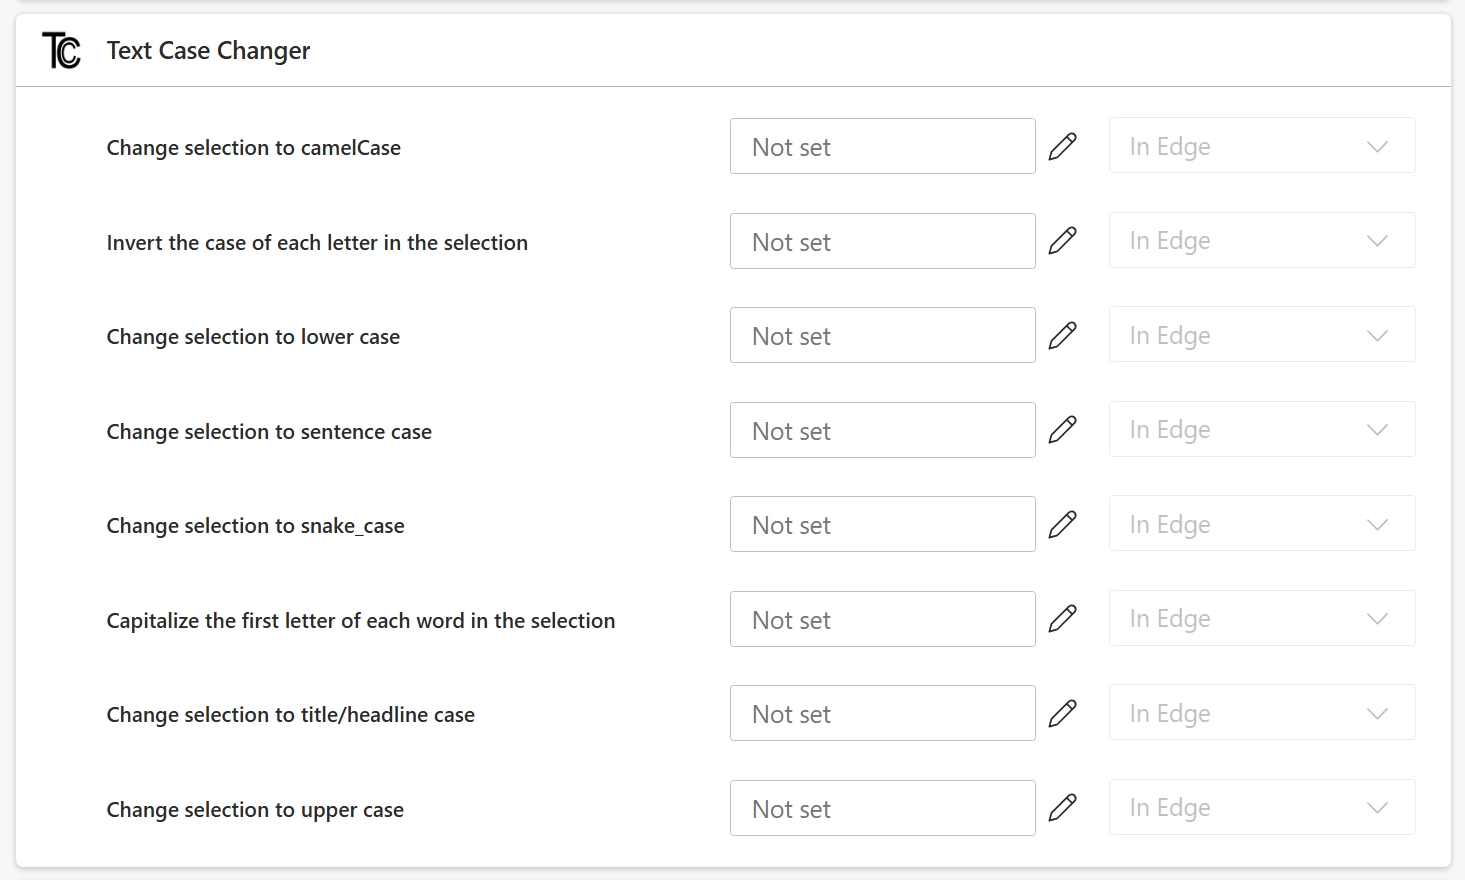 TC Text Case Changer
Change selection to camelCase Not set In Edge
Invert the case of each letter in the selection Not set In Edge
Change selection to lower case Not set In Edge
Change selection to sentence case Not set In Edge
Change selection to snake_case Not set In Edge
Capitalize the first letter of each word in the selection Not set In Edge
Change selection to title/headline case Not set In Edge
Change selection to upper case Not set In Edge